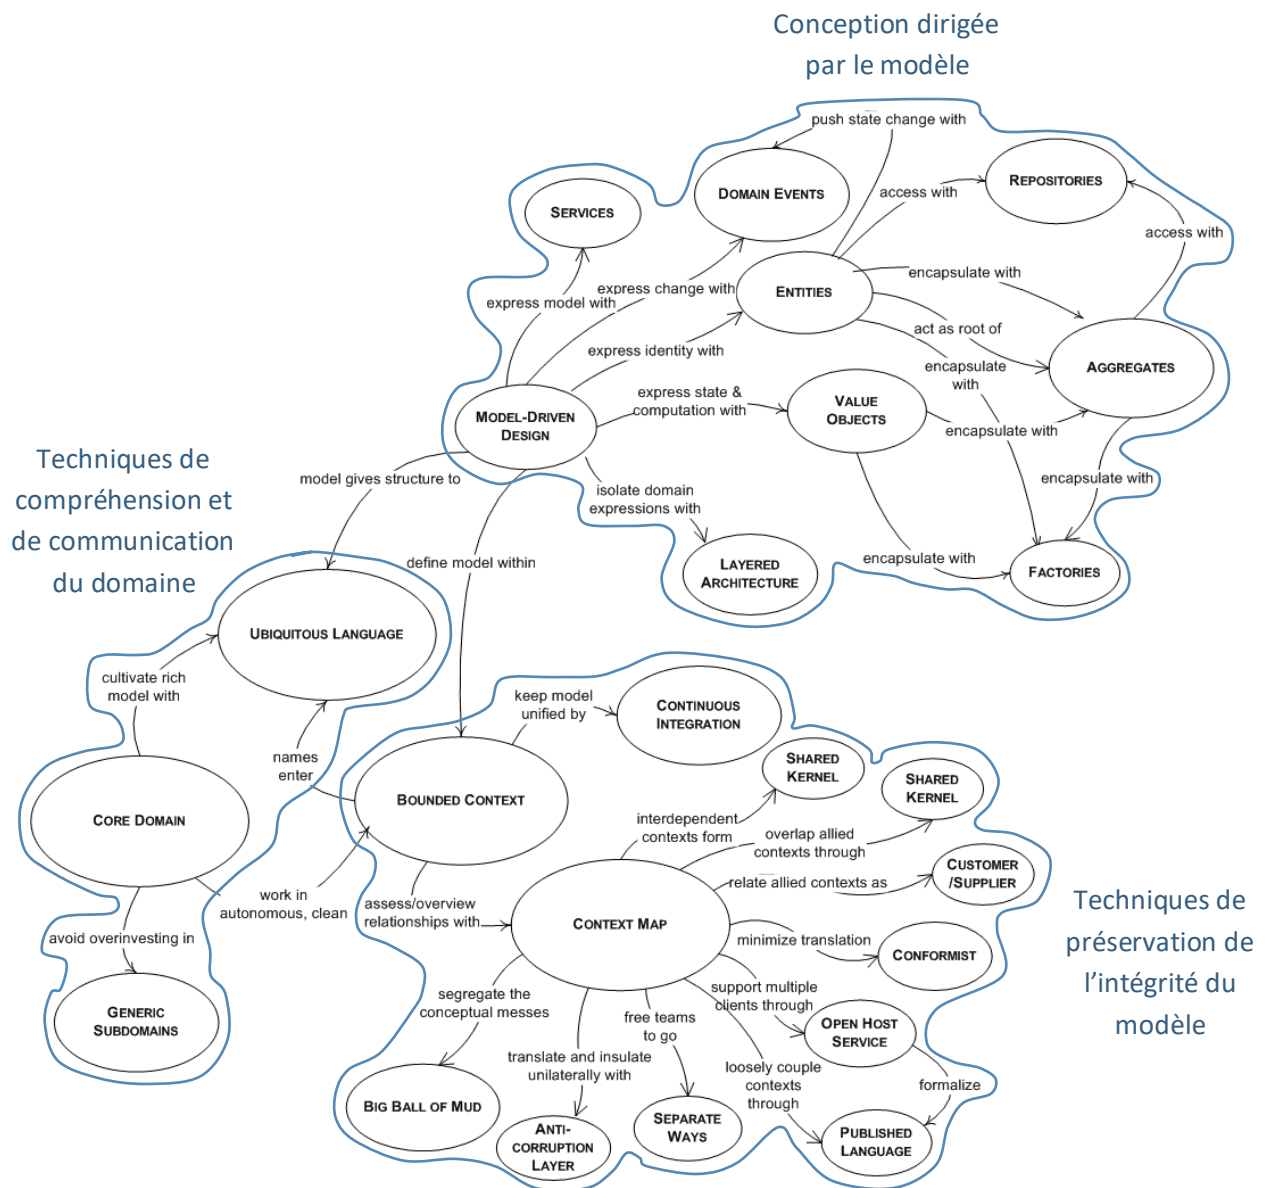 Conception dirigée
par le modèle
push state change with
DOMAIN EVENTS
access with
REPOSITORIES
SERVICES
access with
express model with
express change with
ENTITIES
encapsulate with
act as root of
express identity with
encapsulate
with
AGGREGATES
express state &
computation with
VALUE
OBJECTS
encapsulate with
MODEL-DRIVEN
DESIGN
model gives structure to
isolate domain
expressions with
encapsulate with
Techniques de
compréhension et
de communication
du domaine
define model within
LAYERED
ARCHITECTURE
encapsulate with
FACTORIES
UBIQUITOUS LANGUAGE
cultivate rich
model with
keep model
unified by
CONTINUOUS
INTEGRATION
names
enter
BOUNDED CONTEXT
SHARED
KERNEL
SHARED
KERNEL
CORE DOMAIN
interdependent
contexts form
overlap allied
contexts through
work in
autonomous, clean
assess/overview
relationships with
relate allied contexts as
CUSTOMER
/SUPPLIER
CONTEXT MAP
minimize translation
CONFORMIST
Techniques de
préservation de
l’intégrité du
modèle
avoid overinvesting in
GENERIC
SUBDOMAINS
segregate the
conceptual messes
free teams
to go
support multiple
clients through
OPEN HOST
SERVICE
translate and insulate
unilaterally with
loosely couple
contexts
through
formalize
BIG BALL OF MUD
ANTI-
CORRUPTION
LAYER
SEPARATE
WAYS
PUBLISHED
LANGUAGE